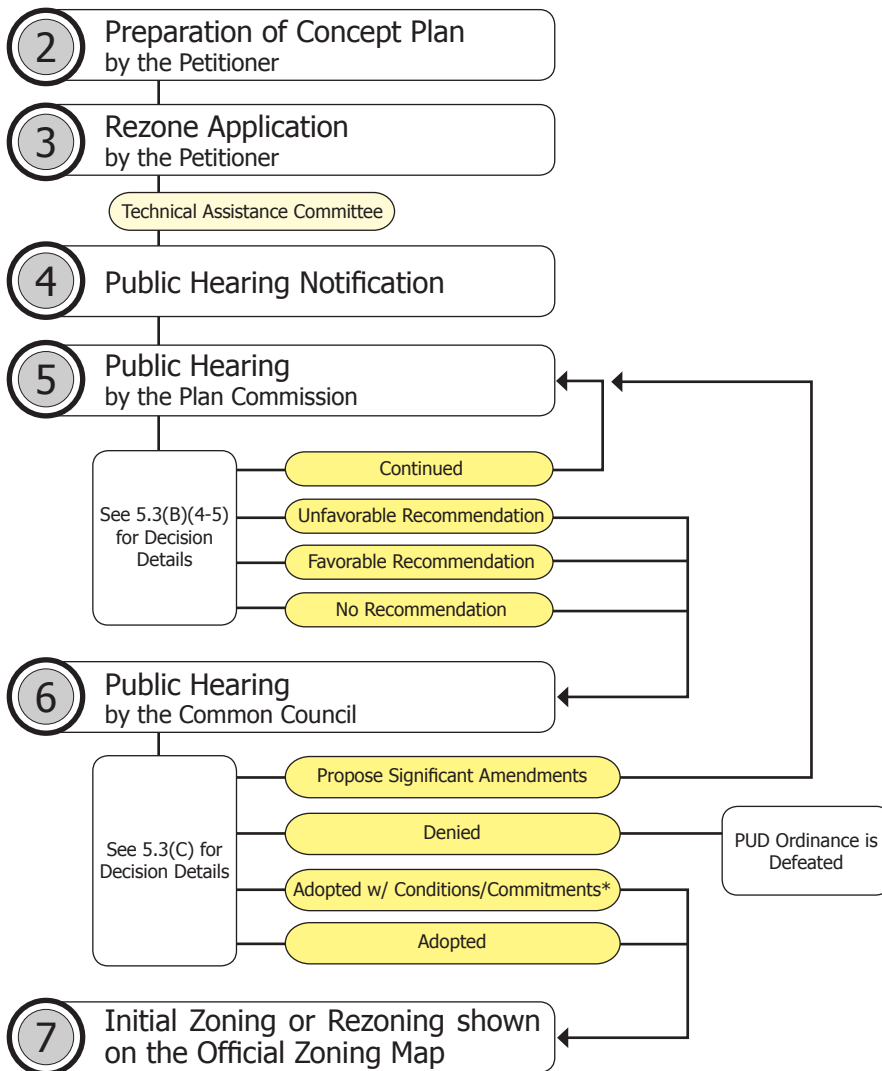 2
Preparation of Concept Plan
by the Petitioner
3
Rezone Application
by the Petitioner
Technical Assistance Committee
4
Public Hearing Notification
5
Public Hearing
by the Plan Commission
See 5.3(B)(4-5)
for Decision
Details
Continued
Unfavorable Recommendation
Favorable Recommendation
No Recommendation
6
Public Hearing
by the Common Council
See 5.3(C) for
Decision Details
Propose Significant Amendments
Denied
PUD Ordinance is
Defeated
Adopted w/ Conditions/Commitments*
Adopted
7
Initial Zoning or Rezoning shown
on the Official Zoning Map